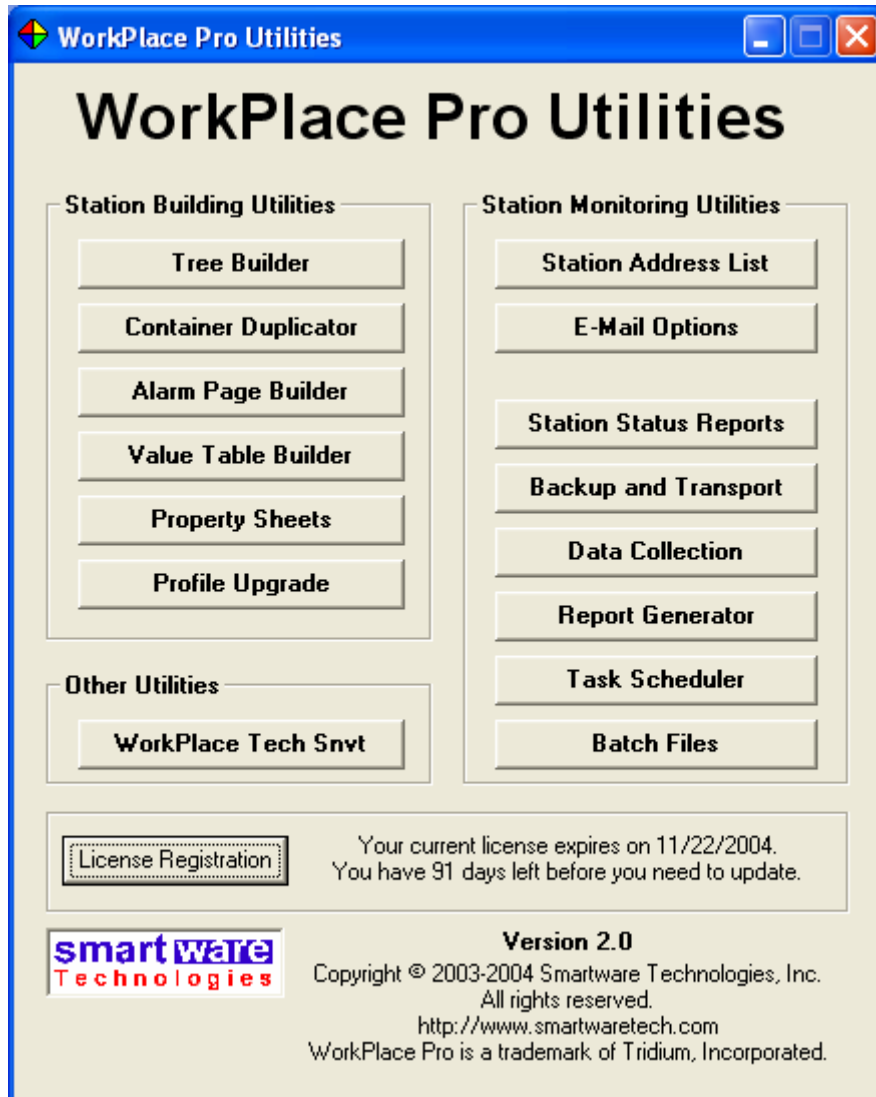 WorkPlace Pro Utilities
WorkPlace Pro Utilities
Station Building Utilities
Tree Builder
Container Duplicator
Alarm Page Builder
Value Table Builder
Property Sheets
Profile Upgrade
Other Utilities
WorkPlace Tech Snvt
Station Monitoring Utilities
Station Address List
E-Mail Options
Station Status Reports
Backup and Transport
Data Collection
Report Generator
Task Scheduler
Batch Files
License Registration
Your current license expires on 11/22/2004.
You have 91 days left before you need to update.
smart ware
Technologies
Version 2.0
Copyright © 2003-2004 Smartware Technologies, Inc.
All rights reserved.
http://www.smartwaretech.com
WorkPlace Pro is a trademark of Tridium, Incorporated.